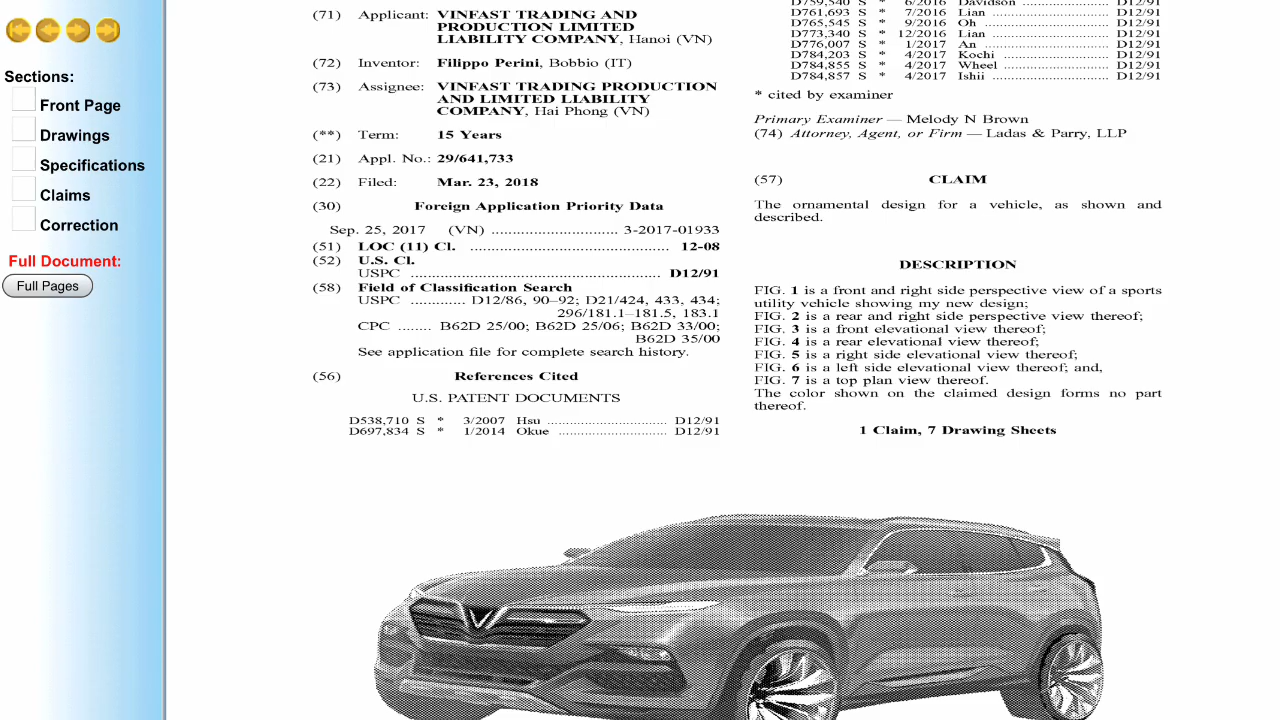 Sections:
Front Page
Drawings
Specifications
Claims
Correction
Full Document:
Full Pages
(71) Applicant: VINFAST TRADING AND
PRODUCTION LIMITED
LIABILITY COMPANY, Hanoi (VN)
(72) Inventor: Filippo Perini, Bobbio (IT)
(73) Assignee: VINFAST TRADING PRODUCTION
AND LIMITED LIABILITY
COMPANY, Hai Phong (VN)
(**) Term: 15 Years
(21) Appl. No.: 29/641,733
(22) Filed: Mar. 23, 2018
(30) Foreign Application Priority Data
Sep. 25, 2017 (VN) ............................. 3-2017-01933
(51) LOC (11) Cl. .......................................... 12-08
(52) U.S. Cl.
USPC ......................................................... D12/91
(58) Field of Classification Search
USPC ............ D12/86, 90–92; D21/424, 433, 434;
296/181.1–181.5, 183.1
CPC ........ B62D 25/00; B62D 25/06; B62D 33/00;
B62D 35/00
See application file for complete search history.
(56) References Cited
U.S. PATENT DOCUMENTS
D538,710 S * 3/2007 Hsu ............................... D12/91
D697,834 S * 1/2014 Okue ............................ D12/91
D759,540 S * 6/2016 Davidson ...................... D12/91
D761,693 S * 7/2016 Lian .............................. D12/91
D765,545 S * 9/2016 Oh ................................. D12/91
D773,340 S * 12/2016 Lian .............................. D12/91
D776,007 S * 1/2017 An ................................ D12/91
D784,203 S * 4/2017 Kochi ........................... D12/91
D784,855 S * 4/2017 Wheel ........................... D12/91
D784,857 S * 4/2017 Ishii .............................. D12/91
* cited by examiner
Primary Examiner — Melody N Brown
(74) Attorney, Agent, or Firm — Ladas & Parry, LLP
(57) CLAIM
The ornamental design for a vehicle, as shown and
described.
DESCRIPTION
FIG. 1 is a front and right side perspective view of a sports
utility vehicle showing my new design;
FIG. 2 is a rear and right side perspective view thereof;
FIG. 3 is a front elevational view thereof;
FIG. 4 is a rear elevational view thereof;
FIG. 5 is a right side elevational view thereof;
FIG. 6 is a left side elevational view thereof; and,
FIG. 7 is a top plan view thereof.
The color shown on the claimed design forms no part
thereof.
1 Claim, 7 Drawing Sheets